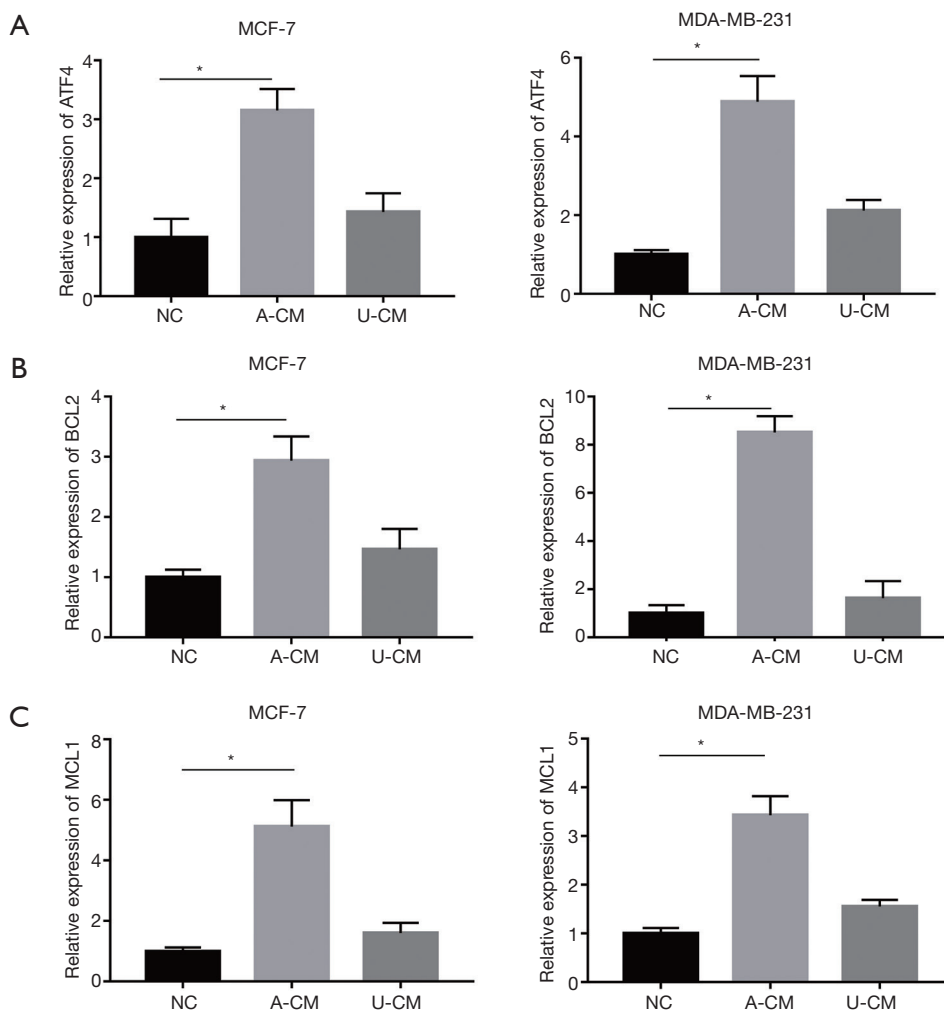 A
MCF-7
Relative expression of ATF4
4
3
2
1
0
*
NC A-CM U-CM
MDA-MB-231
Relative expression of ATF4
6
4
2
0
*
NC A-CM U-CM
B
MCF-7
Relative expression of BCL2
4
3
2
1
0
*
NC A-CM U-CM
MDA-MB-231
Relative expression of BCL2
10
8
6
4
2
0
*
NC A-CM U-CM
C
MCF-7
Relative expression of MCL1
8
6
4
2
0
*
NC A-CM U-CM
MDA-MB-231
Relative expression of MCL1
5
4
3
2
1
0
*
NC A-CM U-CM